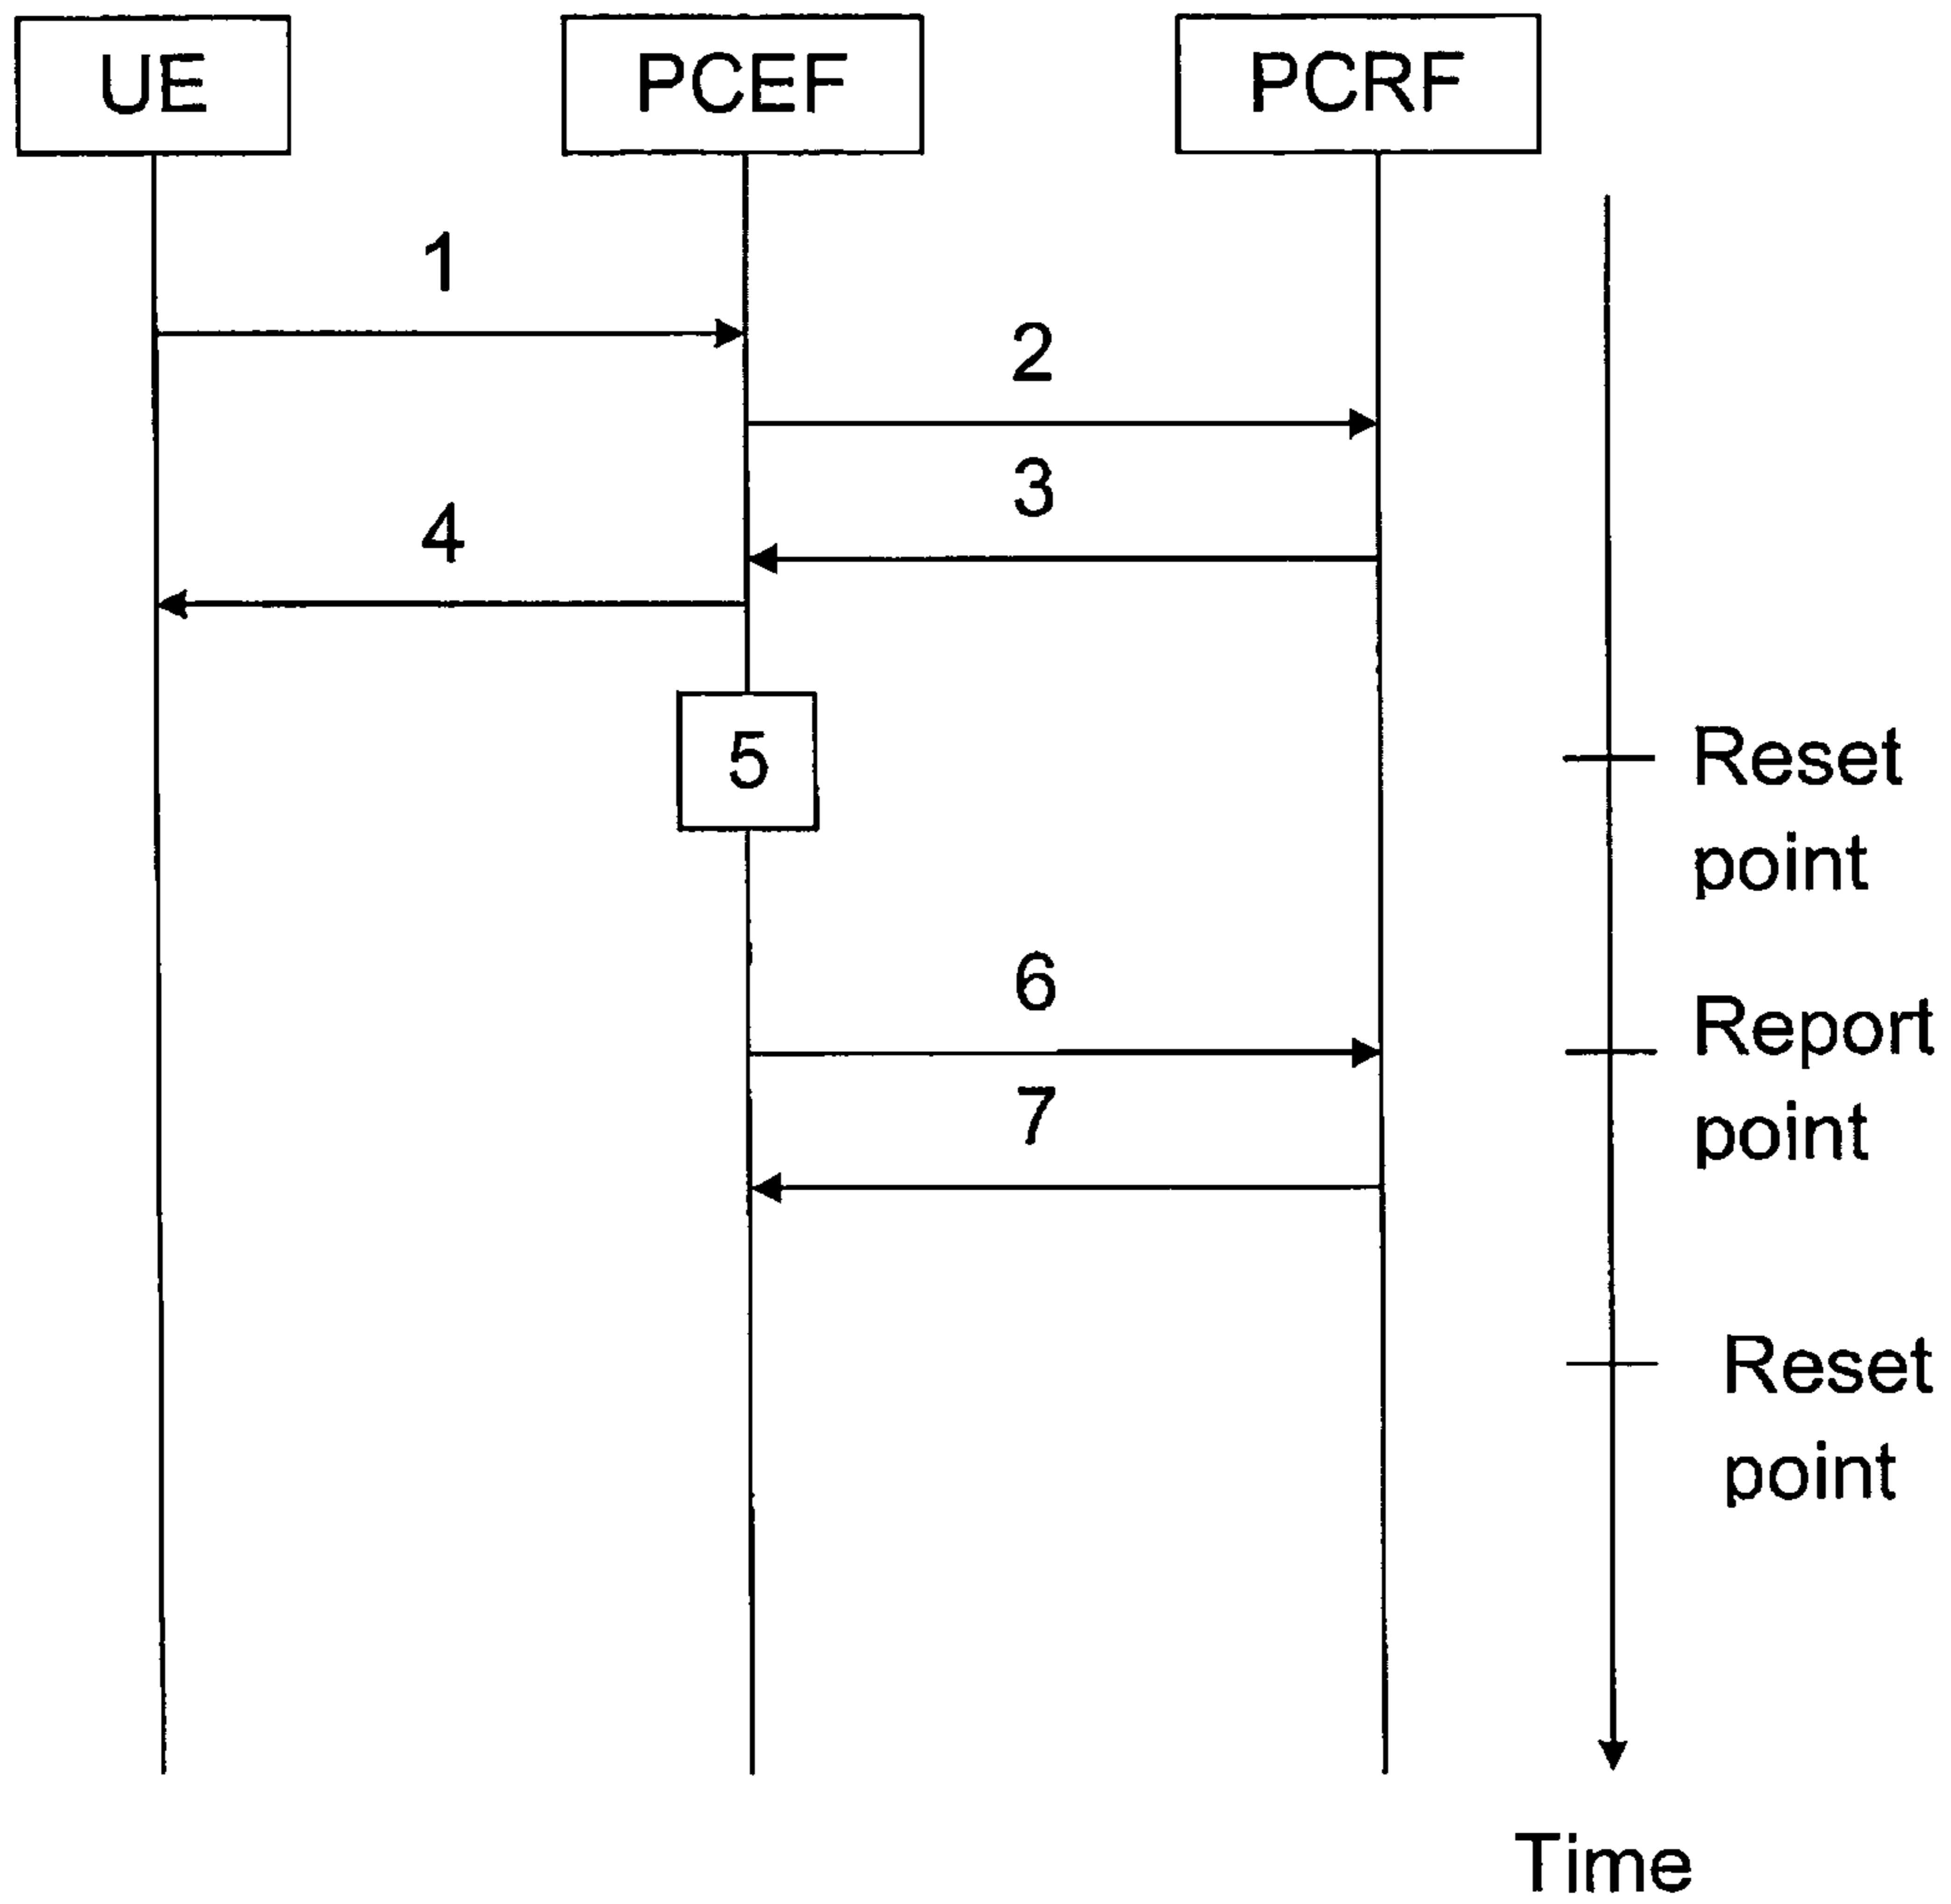 UE
PCEF
PCRF
1
2
3
4
5
Reset
point
6
Report
point
7
Reset
point
Time